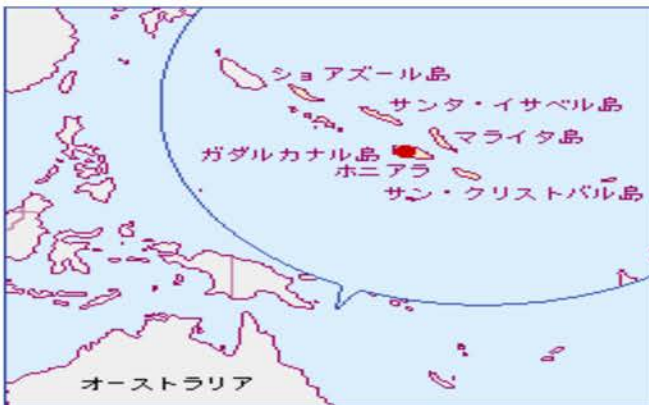 ショアズール島
サンタ・イサベル島
マライタ島
ガダルカナル島
ホニアラ
サン・クリストバル島
オーストラリア